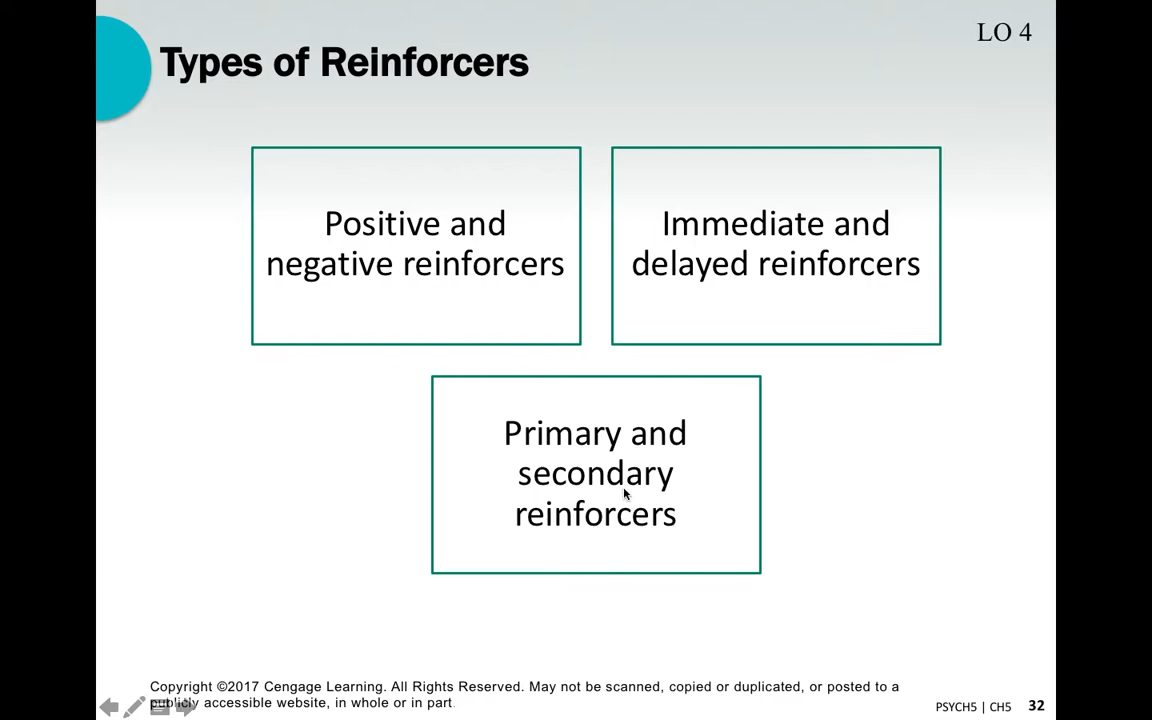 LO 4
Types of Reinforcers
Positive and
negative reinforcers
Immediate and
delayed reinforcers
Primary and
secondary
reinforcers
Copyright ©2017 Cengage Learning. All Rights Reserved. May not be scanned, copied or duplicated, or posted to a
publicly accessible website, in whole or in part.
PSYCH5 | CH5 32